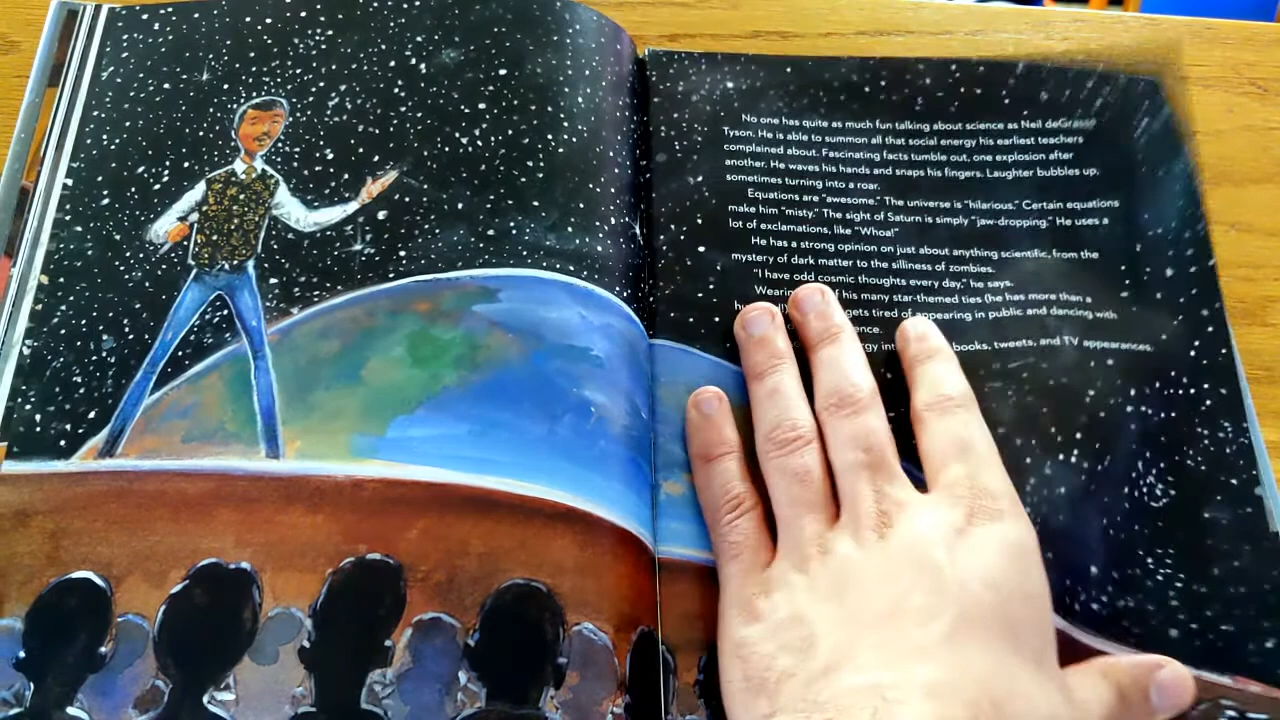 No one has quite as much fun talking about science as Neil deGrasse
Tyson. He is able to summon all that social energy his earliest teachers
complained about. Fascinating facts tumble out, one explosion after
another. He waves his hands and snaps his fingers. Laughter bubbles up,
sometimes turning into a roar.
Equations are “awesome.” The universe is “hilarious.” Certain equations
make him “misty.” The sight of Saturn is simply “jaw-dropping.” He uses a
lot of exclamations, like “Whoa!”
He has a strong opinion on just about anything scientific, from the
mystery of dark matter to the silliness of zombies.
“I have odd cosmic thoughts every day,” he says.
Wearing of his many star-themed ties (he has more than a
gets tired of appearing in public and dancing with
books, tweets, and TV appearances.